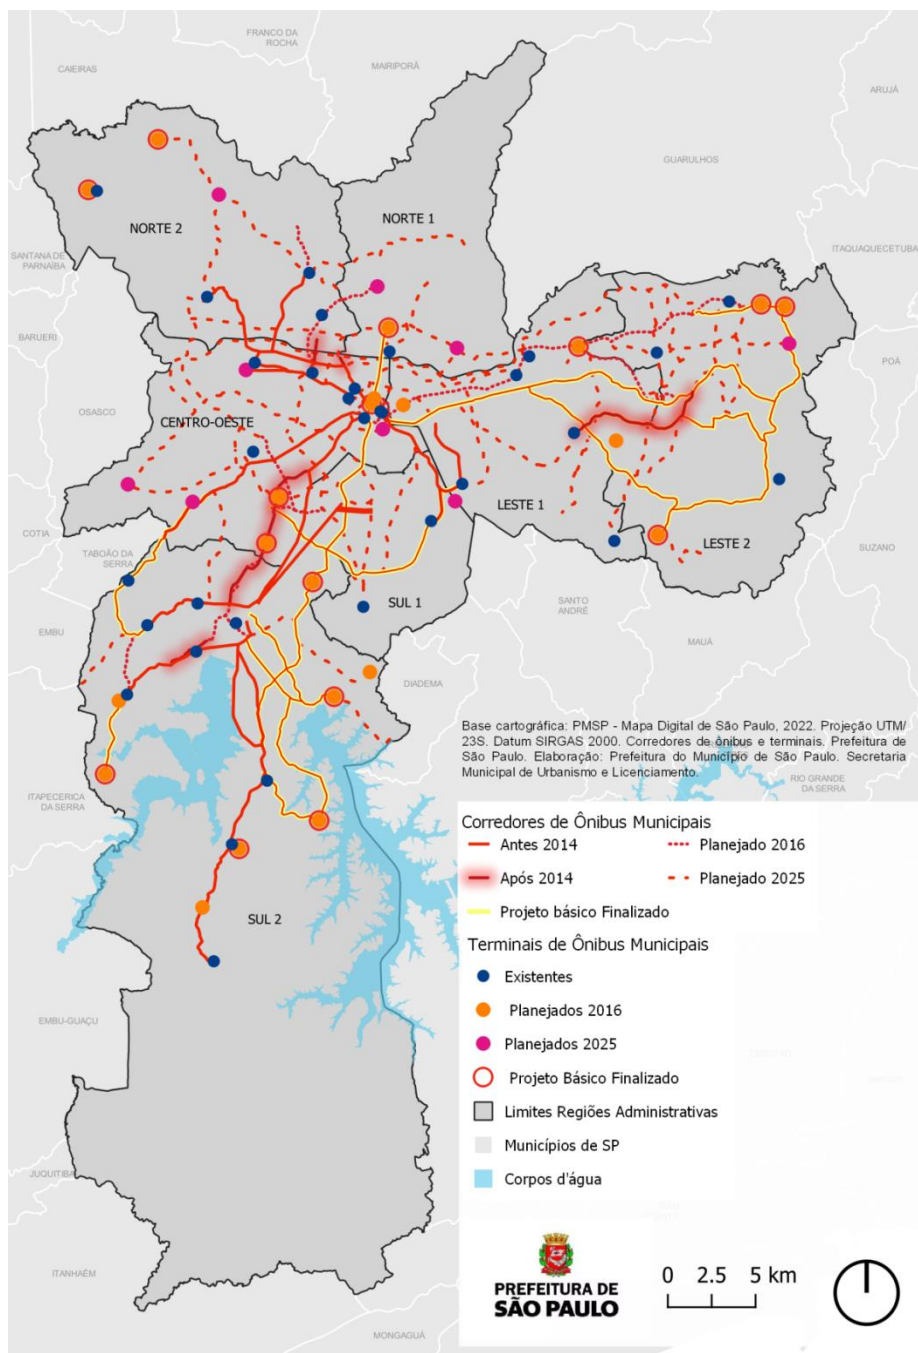 FRANCO DA
ROCHA
CAIEIRAS
MAIRIPORÃ
ARUJÁ
GUARULHOS
NORTE 1
NORTE 2
ITAQUAQUECETUBA
SANTANA DE
PARNAÍBA
BARUERI
POÁ
OSASCO
CENTRO-OESTE
LESTE 1
COTIA
LESTE 2
TABOÃO DA
SERRA
SUZANO
SUL 1
SANTO
ANDRÉ
EMBU
MAUÁ
DIADEMA
Base cartográfica: PMSP - Mapa Digital de São Paulo, 2022. Projeção UTM/
23S. Datum SIRGAS 2000. Corredores de ônibus e terminais. Prefeitura de
São Paulo. Elaboração: Prefeitura do Município de São Paulo. Secretaria
Municipal de Urbanismo e Licenciamento.
RIO GRANDE
DA SERRA
ITAPECERICA
DA SERRA
Corredores de Ônibus Municipais
Antes 2014
Planejado 2016
Após 2014
Planejado 2025
Projeto básico Finalizado
SUL 2
Terminais de Ônibus Municipais
Existentes
Planejados 2016
EMBU-GUAÇU
Planejados 2025
Projeto Básico Finalizado
Limites Regiões Administrativas
Municípios de SP
JUQUITIBA
Corpos d'água
ITANHAÉM
PREFEITURA DE
SÃO PAULO
0 2.5 5 km
MONGAGUÁ